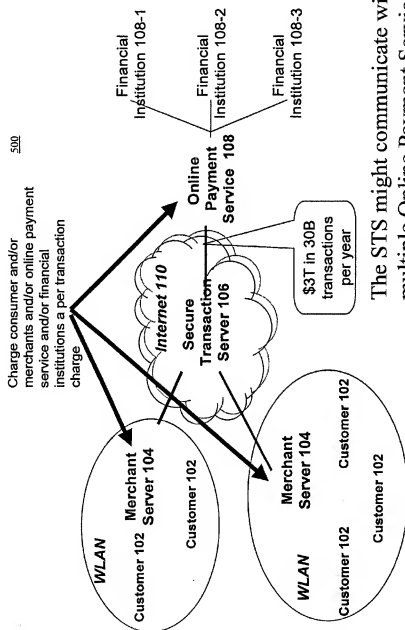 500
Charge consumer and/or
merchants and/or online payment
service and/or financial
institutions a per transaction
charge
WLAN
Merchant
Server 104
Customer 102
Customer 102
Internet 110
Secure
Transaction
Server 106
Online
Payment
Service 108
Financial
Institution 108-1
Financial
Institution 108-2
Financial
Institution 108-3
$3T in 30B
transactions
per year
WLAN
Merchant
Server 104
Customer 102
Customer 102
Customer 102
The STS might communicate wi
multiple Online Payment Servic